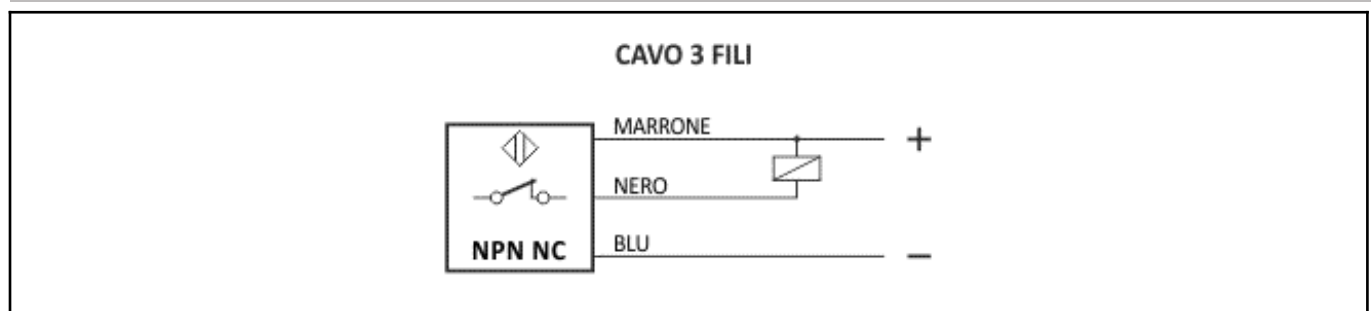 CAVO 3 FILI
MARRONE
+
NERO
NPN NC
BLU
−